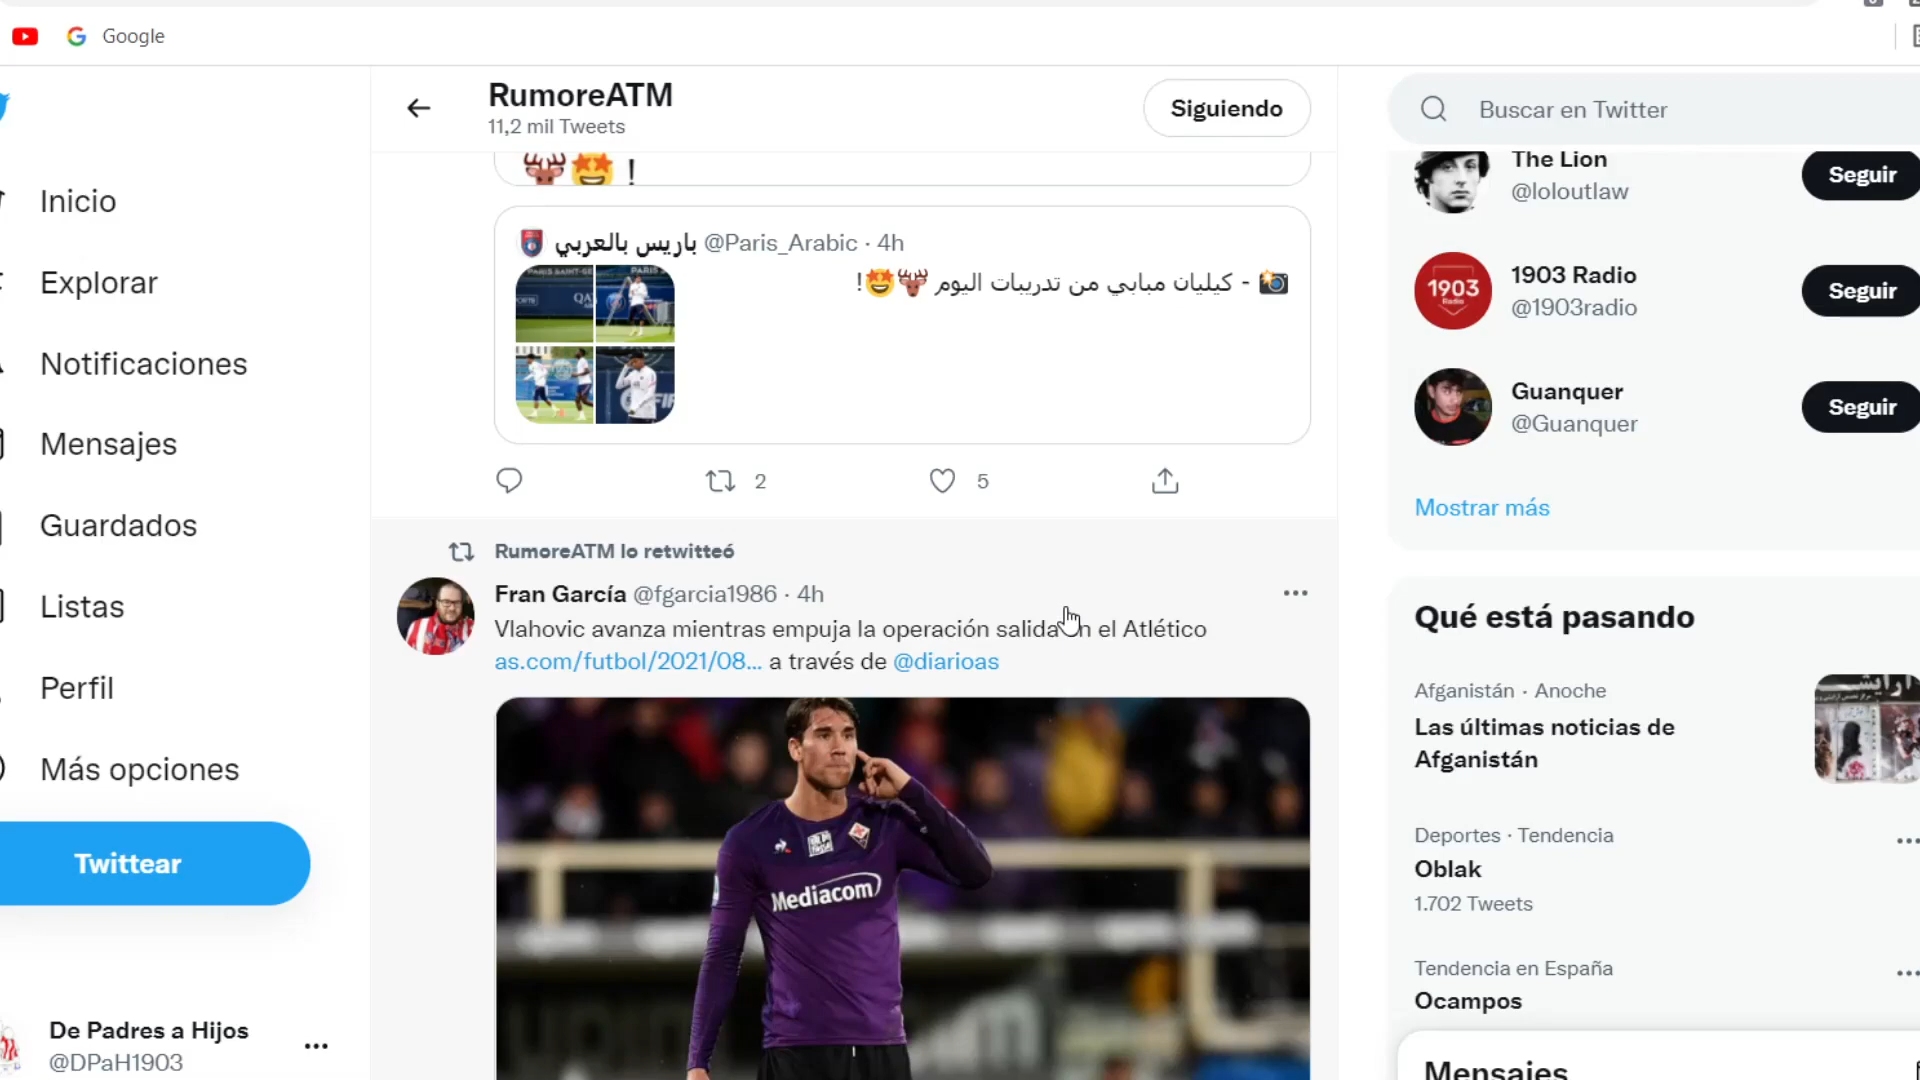 Google
RumoreATM
11,2 mil Tweets
Siguiendo
Buscar en Twitter
Inicio
Explorar
Notificaciones
Mensajes
Guardados
Listas
Perfil
Más opciones
Twittear
De Padres a Hijos
@DPaH1903
!
باريس بالعربي @Paris_Arabic · 4h
📸 - كيليان مبابي من تدريبات اليوم 🫎🤩!
2
5
RumoreATM lo retwitteó
Fran García @fgarcia1986 · 4h
Vlahovic avanza mientras empuja la operación salida en el Atlético
as.com/futbol/2021/08... a través de @diarioas
Mediacom
The Lion
@loloutlaw
Seguir
1903
Radio
1903 Radio
@1903radio
Seguir
Guanquer
@Guanquer
Seguir
Mostrar más
Qué está pasando
Afganistán · Anoche
Las últimas noticias de
Afganistán
Deportes · Tendencia
Oblak
1.702 Tweets
Tendencia en España
Ocampos
Mensajes